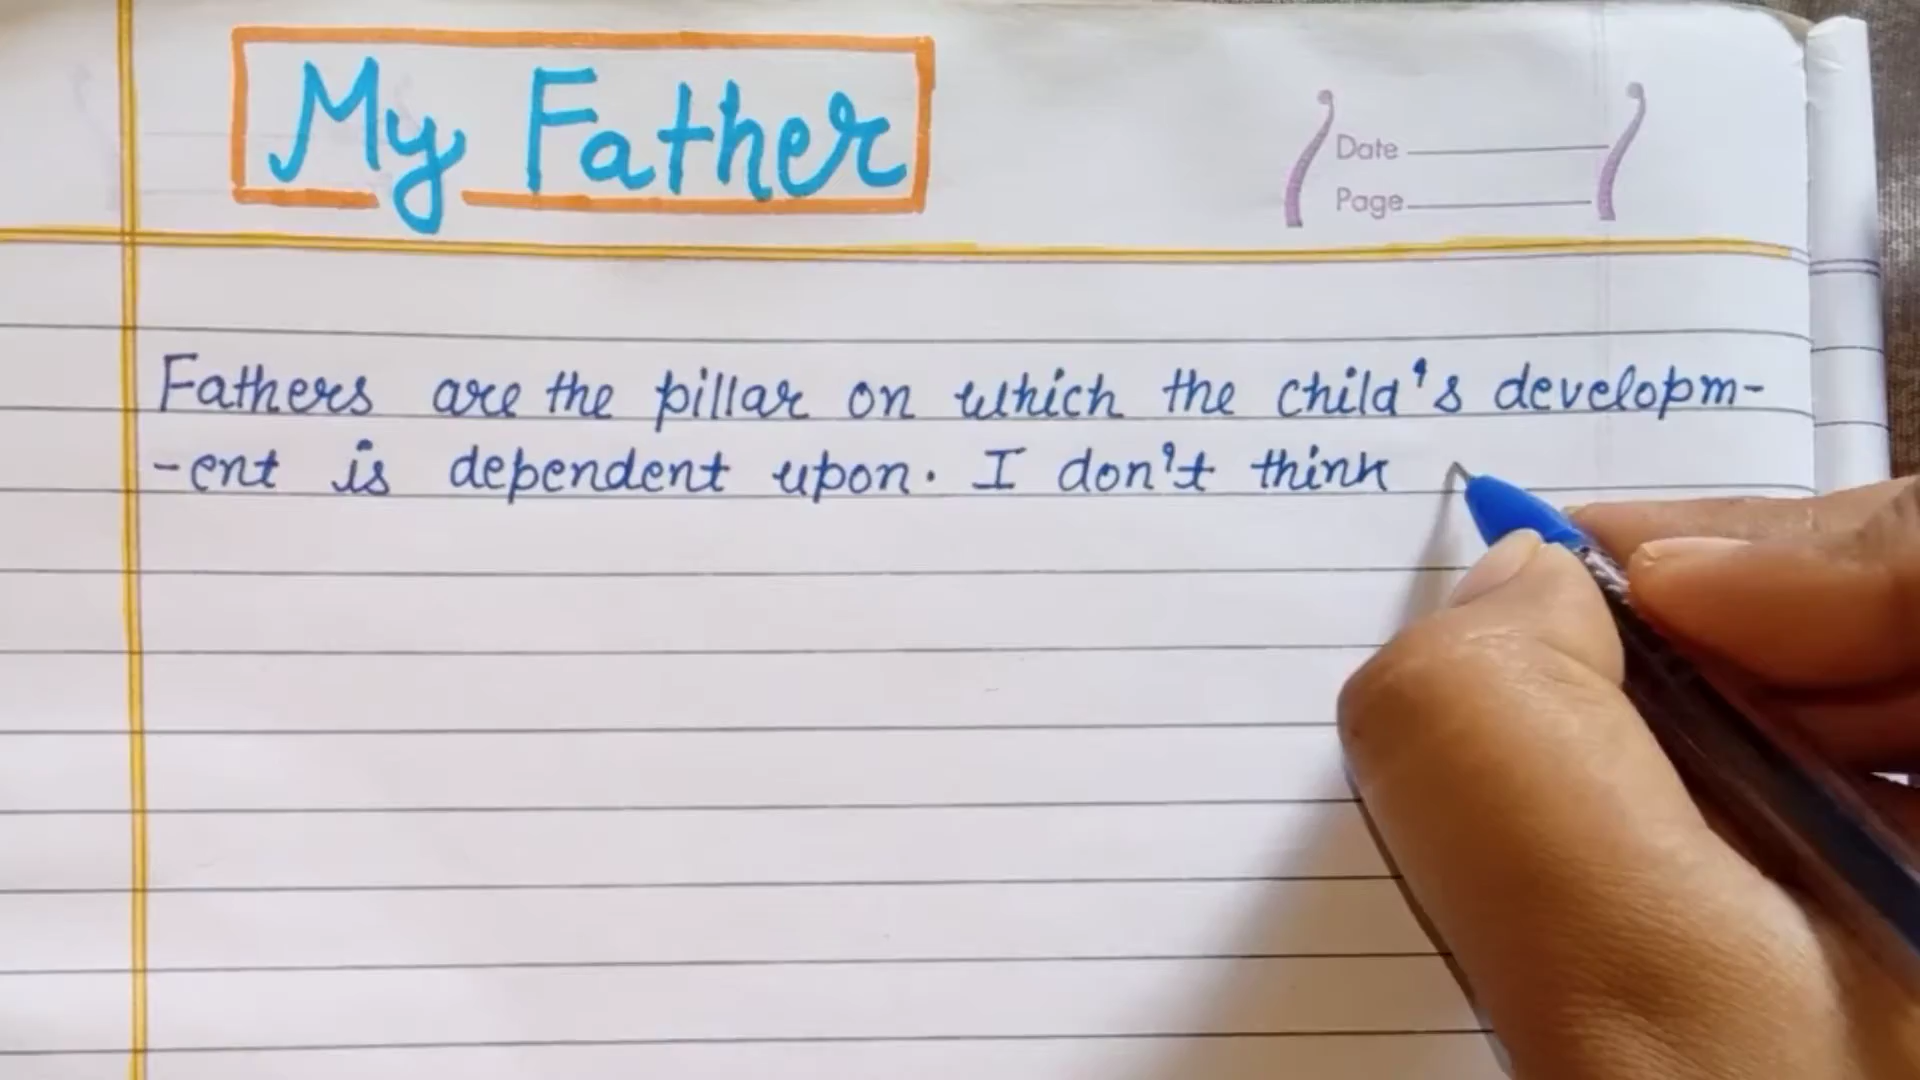 My Father
Date
Page
Fathers are the pillar on which the child's developm-
-ent is dependent upon. I don't think